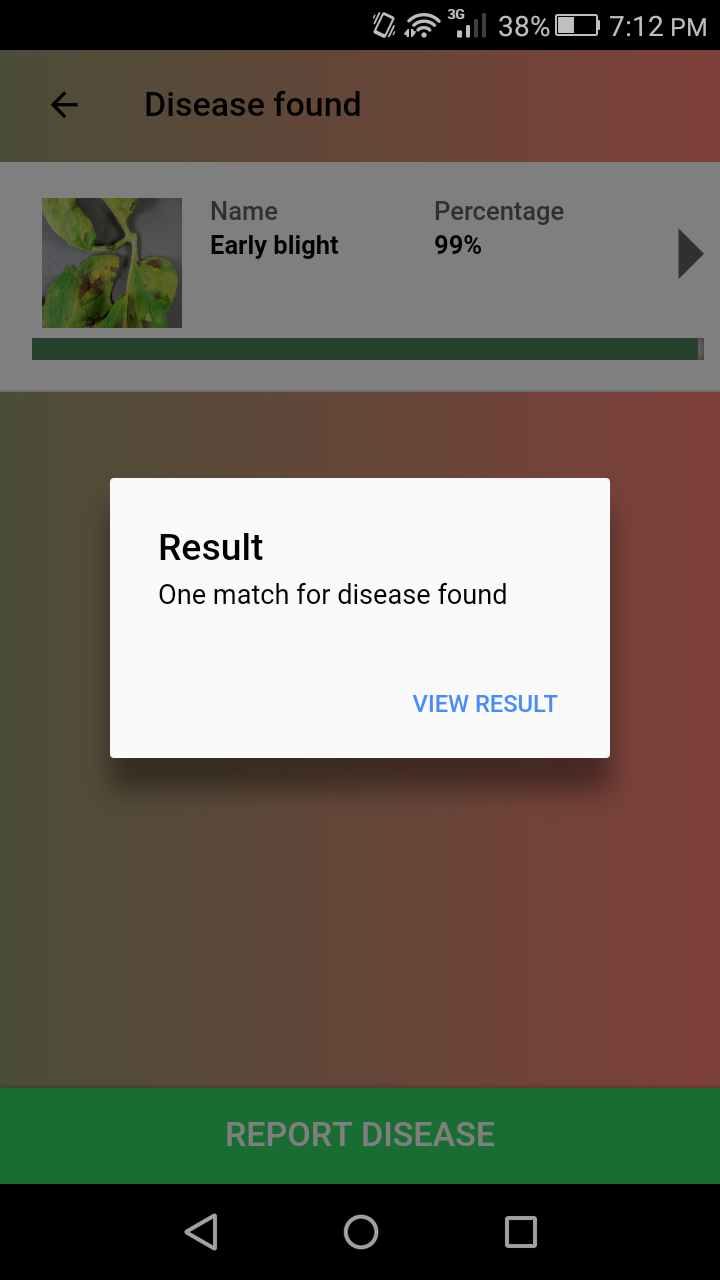 3G 38% 7:12 PM
Disease found
Name Percentage
Early blight 99%
Result
One match for disease found
VIEW RESULT
REPORT DISEASE